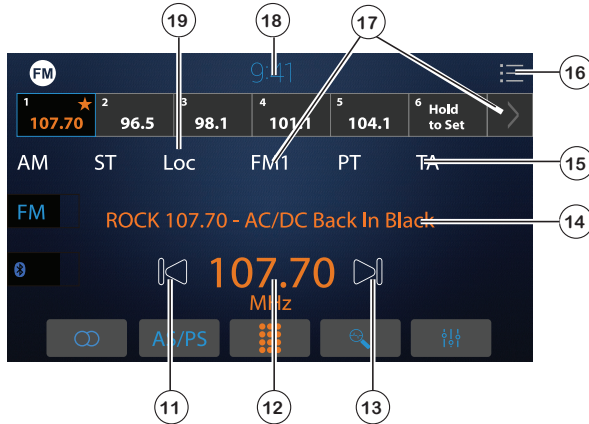 19 18 17
FM 9:41 16
1 107.70 2 96.5 3 98.1 4 101.1 5 104.1 6 Hold to Set
AM ST Loc FM1 PT TA 15
FM
ROCK 107.70 - AC/DC Back In Black 14
107.70
MHz
AS/PS
11 12 13